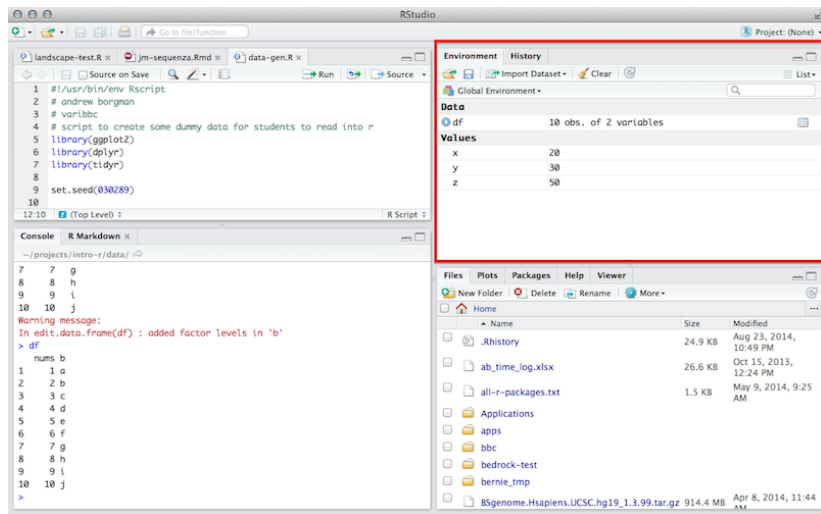 RStudio
Go to file/function
Project: (None)
landscape-test.R × jm-sequenza.Rmd × data-gen.R ×
Source on Save Run Source
1 #!/usr/bin/env Rscript
2 # andrew borgman
3 # varibbc
4 # script to create some dummy data for students to read into r
5 library(ggplot2)
6 library(dplyr)
7 library(tidyr)
8
9 set.seed(030289)
10
12:10 (Top Level) R Script
Console R Markdown ×
~/projects/intro-r/data/
7 7 g
8 8 h
9 9 i
10 10 j
Warning message:
In edit.data.frame(df) : added factor levels in 'b'
> df
nums b
1 1 a
2 2 b
3 3 c
4 4 d
5 5 e
6 6 f
7 7 g
8 8 h
9 9 i
10 10 j
>
Environment History
Import Dataset Clear List
Global Environment
Data
df 10 obs. of 2 variables
Values
x 20
y 30
z 50
Files Plots Packages Help Viewer
New Folder Delete Rename More
Home
Name Size Modified
.Rhistory 24.9 KB Aug 23, 2014, 10:49 PM
ab_time_log.xlsx 26.6 KB Oct 15, 2013, 12:24 PM
all-r-packages.txt 1.5 KB May 9, 2014, 9:25 AM
Applications
apps
bbc
bedrock-test
bernie_tmp
BSgenome.Hsapiens.UCSC.hg19_1.3.99.tar.gz 914.4 MB Apr 8, 2014, 11:44 AM